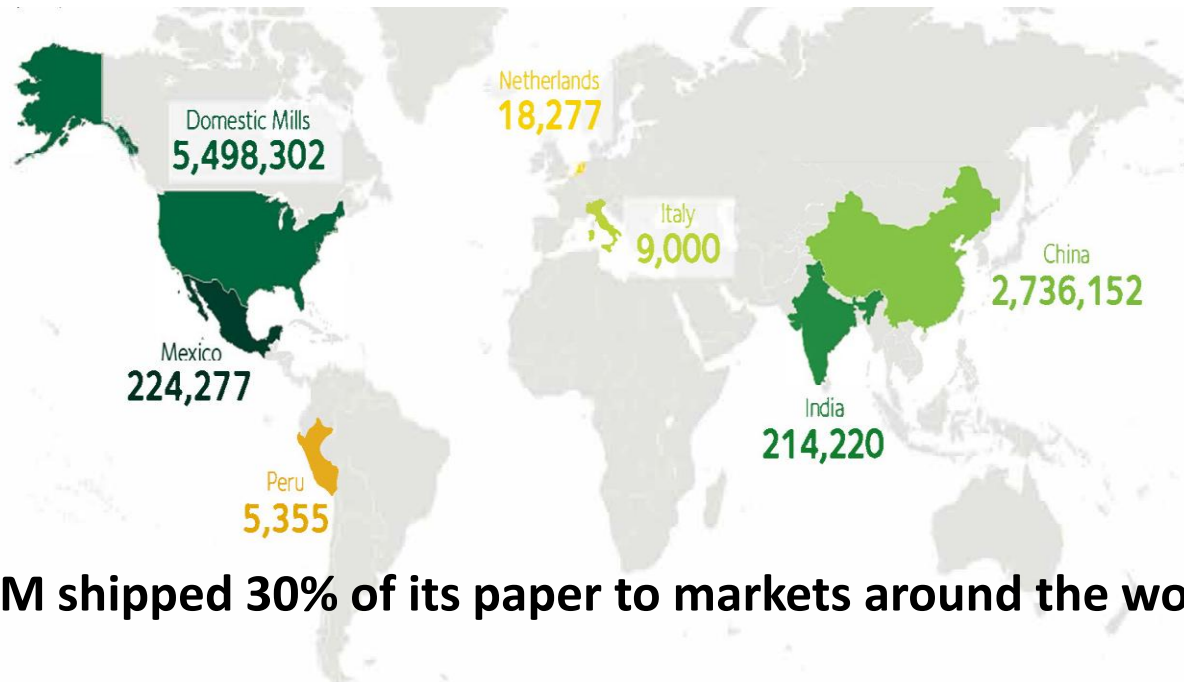 Netherlands
18,277
Domestic Mills
5,498,302
Italy
9,000
China
2,736,152
Mexico
224,277
India
214,220
Peru
5,355
M shipped 30% of its paper to markets around the wo